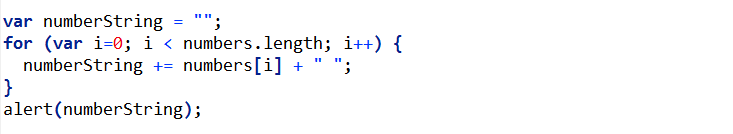 var numberString = "";
for (var i=0; i < numbers.length; i++) {
  numberString += numbers[i] + " ";
}
alert(numberString);